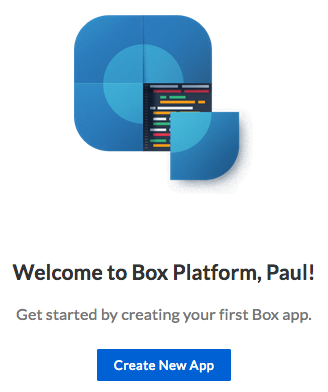 Welcome to Box Platform, Paul!
Get started by creating your first Box app.
Create New App